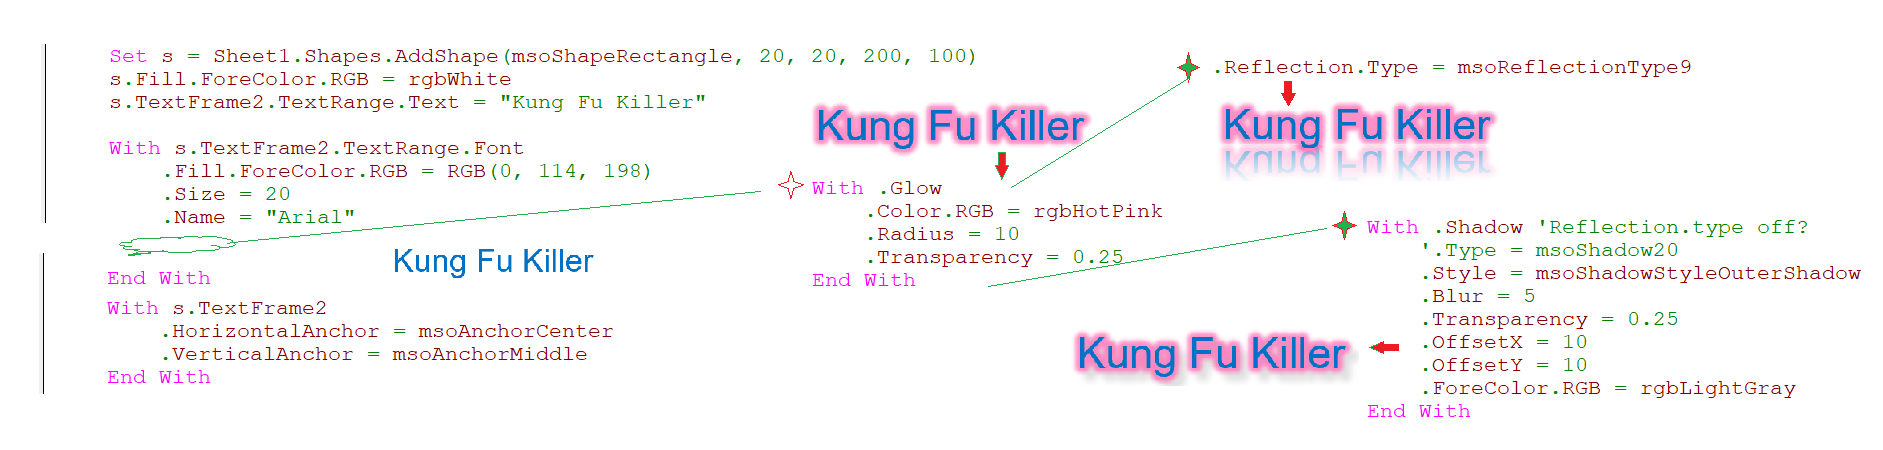 Set s = Sheet1.Shapes.AddShape(msoShapeRectangle, 20, 20, 200, 100)
s.Fill.ForeColor.RGB = rgbWhite
s.TextFrame2.TextRange.Text = "Kung Fu Killer"
With s.TextFrame2.TextRange.Font
.Fill.ForeColor.RGB = RGB(0, 114, 198)
.Size = 20
.Name = "Arial"
End With
With s.TextFrame2
.HorizontalAnchor = msoAnchorCenter
.VerticalAnchor = msoAnchorMiddle
End With
Kung Fu Killer
Kung Fu Killer
With .Glow
.Color.RGB = rgbHotPink
.Radius = 10
.Transparency = 0.25
End With
.Reflection.Type = msoReflectionType9
Kung Fu Killer
With .Shadow 'Reflection.type off?
'.Type = msoShadow20
.Style = msoShadowStyleOuterShadow
.Blur = 5
.Transparency = 0.25
.OffsetX = 10
.OffsetY = 10
.ForeColor.RGB = rgbLightGray
End With
Kung Fu Killer